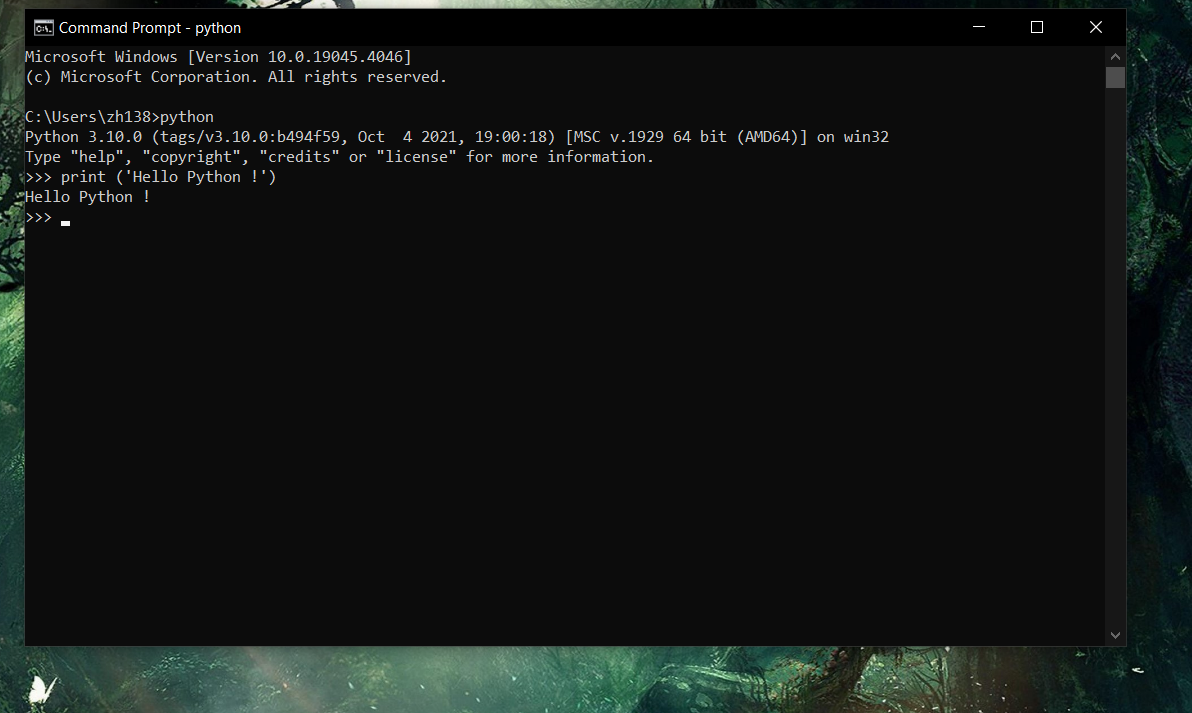 Command Prompt - python
Microsoft Windows [Version 10.0.19045.4046]
(c) Microsoft Corporation. All rights reserved.
C:\Users\zh138>python
Python 3.10.0 (tags/v3.10.0:b494f59, Oct  4 2021, 19:00:18) [MSC v.1929 64 bit (AMD64)] on win32
Type "help", "copyright", "credits" or "license" for more information.
>>> print ('Hello Python !')
Hello Python !
>>>